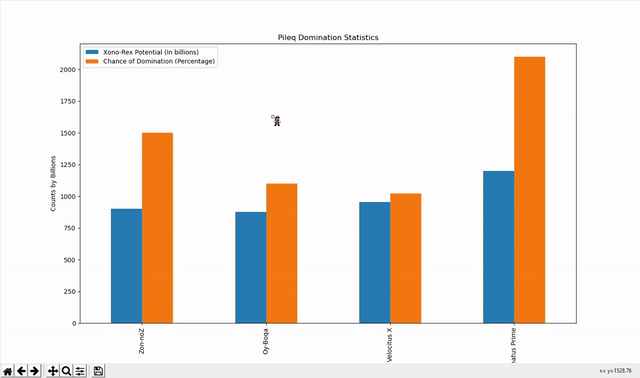 Pileq Domination Statistics
Xono-Rex Potential (In billions)
Chance of Domination (Percentage)
Counts by Billions
2000
1750
1500
1250
1000
750
500
250
0
Zon-noZ
Oy-Boqa
Velocitus X
natus Prime
x= y=1528.76